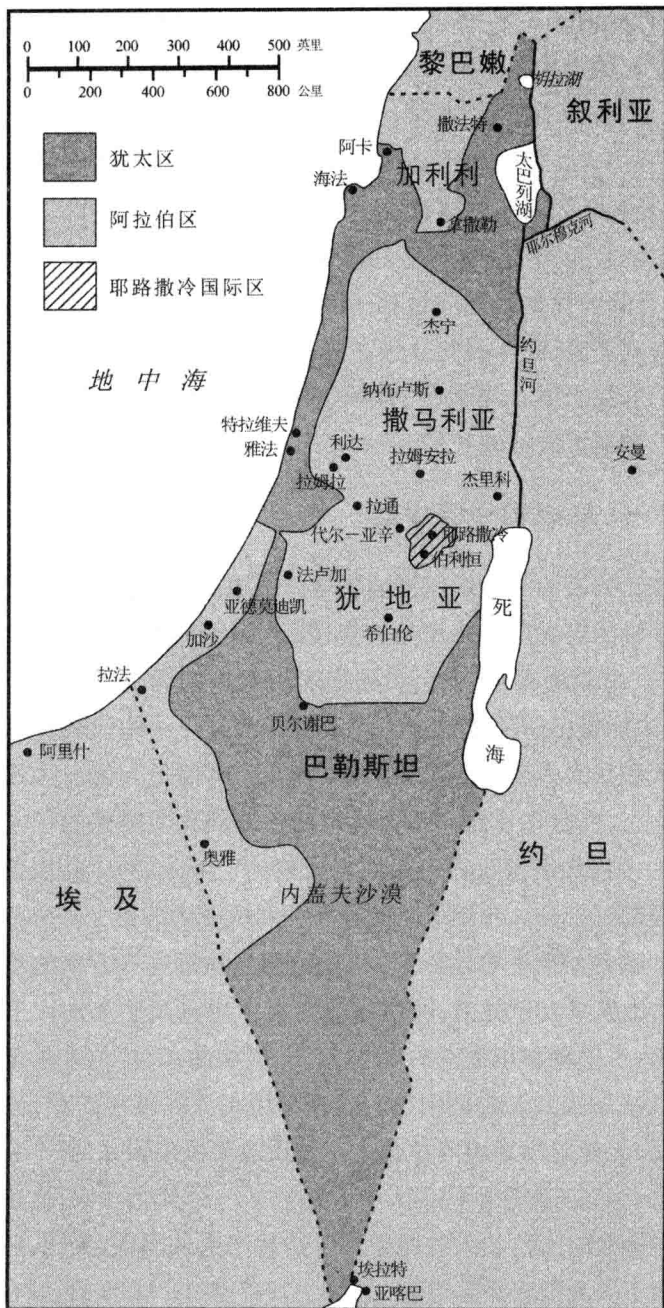 0 100 200 300 400 500 英里
0 200 400 600 800 公里
犹太区
阿拉伯区
耶路撒冷国际区
黎巴嫩
胡拉湖
叙利亚
撒法特
阿卡
加利利
太巴列湖
海法
拿撒勒
耶尔穆克河
杰宁
约旦河
地中海
纳布卢斯
撒马利亚
特拉维夫
雅法
利达
拉姆拉
拉姆安拉
安曼
杰里科
拉通
代尔－亚辛
耶路撒冷
伯利恒
法卢加
亚德莫迪凯
犹地亚
死海
加沙
希伯伦
拉法
贝尔谢巴
阿里什
巴勒斯坦
奥雅
约旦
埃及
内盖夫沙漠
埃拉特
亚喀巴